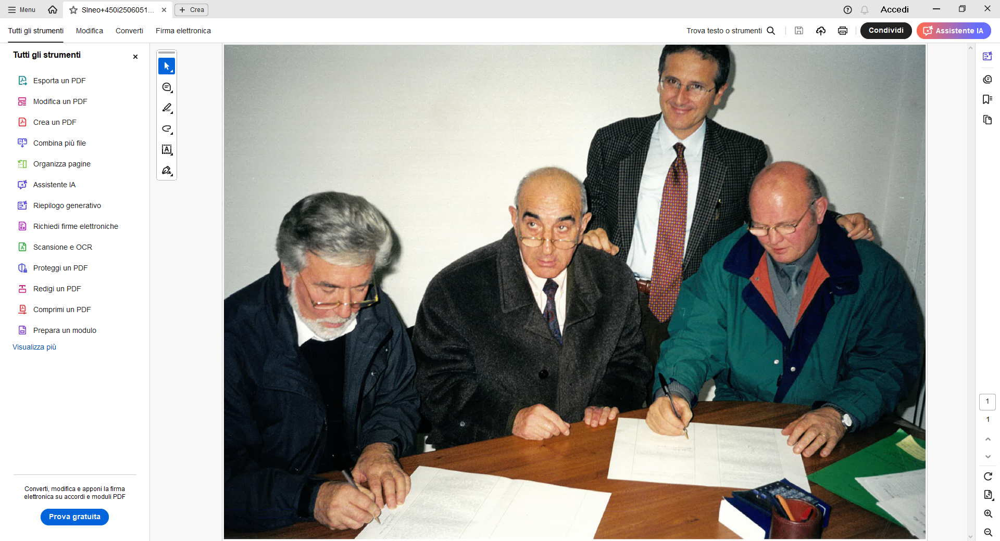 Menu
Slneo+450i2506051...
Crea
Accedi
Tutti gli strumenti
Modifica
Converti
Firma elettronica
Trova testo o strumenti
Condividi
Assistente IA
Tutti gli strumenti
Esporta un PDF
Modifica un PDF
Crea un PDF
Combina più file
Organizza pagine
Assistente IA
Riepilogo generativo
Richiedi firme elettroniche
Scansione e OCR
Proteggi un PDF
Redigi un PDF
Comprimi un PDF
Prepara un modulo
Visualizza più
Converti, modifica e apponi la firma
elettronica su accordi e moduli PDF
Prova gratuita
1
1